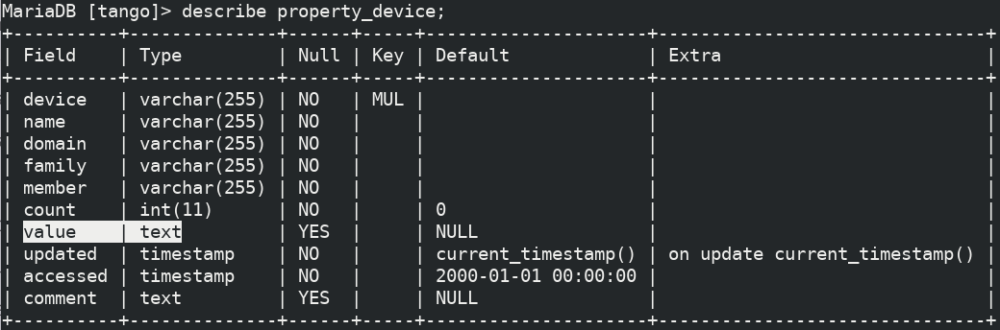 MariaDB [tango]> describe property_device;
+----------+--------------+------+-----+---------------------+-------------------------------+
| Field    | Type         | Null | Key | Default             | Extra                         |
+----------+--------------+------+-----+---------------------+-------------------------------+
| device   | varchar(255) | NO   | MUL |                     |                               |
| name     | varchar(255) | NO   |     |                     |                               |
| domain   | varchar(255) | NO   |     |                     |                               |
| family   | varchar(255) | NO   |     |                     |                               |
| member   | varchar(255) | NO   |     |                     |                               |
| count    | int(11)      | NO   |     | 0                   |                               |
| value    | text         | YES  |     | NULL                |                               |
| updated  | timestamp    | NO   |     | current_timestamp() | on update current_timestamp() |
| accessed | timestamp    | NO   |     | 2000-01-01 00:00:00 |                               |
| comment  | text         | YES  |     | NULL                |                               |
+----------+--------------+------+-----+---------------------+-------------------------------+